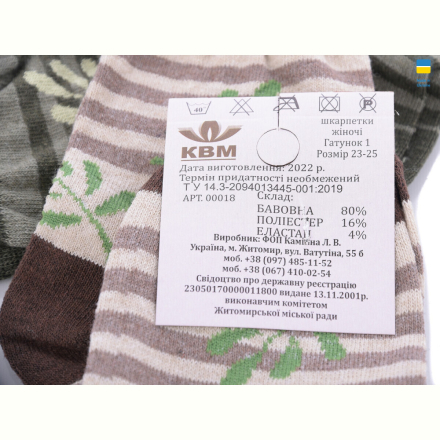 40
шкарпетки
жіночі
Гатунок 1
Розмір 23-25
КВМ
Дата виготовлення: 2022 р.
Термін придатності необмежений
Т У 14.3-2094013445-001:2019
АРТ. 00018
Склад:
БАВОВНА 80%
ПОЛІЕСТЕР 16%
ЕЛАСТАН 4%
Виробник: ФОП Камініна Л. В.
Україна, м. Житомир, вул. Ватутіна, 55 б
моб. +38 (097) 485-11-52
моб. +38 (067) 410-02-54
Свідоцтво про державну реєстрацію
23050170000011800 видане 13.11.2001р.
виконавчим комітетом
Житомирської міської ради